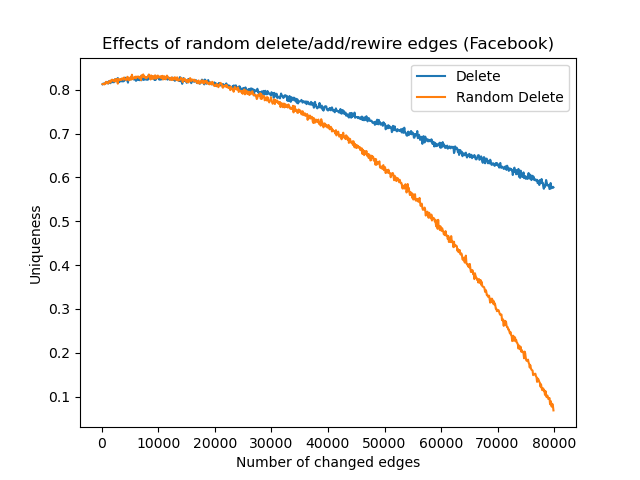 Effects of random delete/add/rewire edges (Facebook)
Delete
Random Delete
0.8
0.7
0.6
0.5
0.4
0.3
0.2
0.1
Uniqueness
0 10000 20000 30000 40000 50000 60000 70000 80000
Number of changed edges